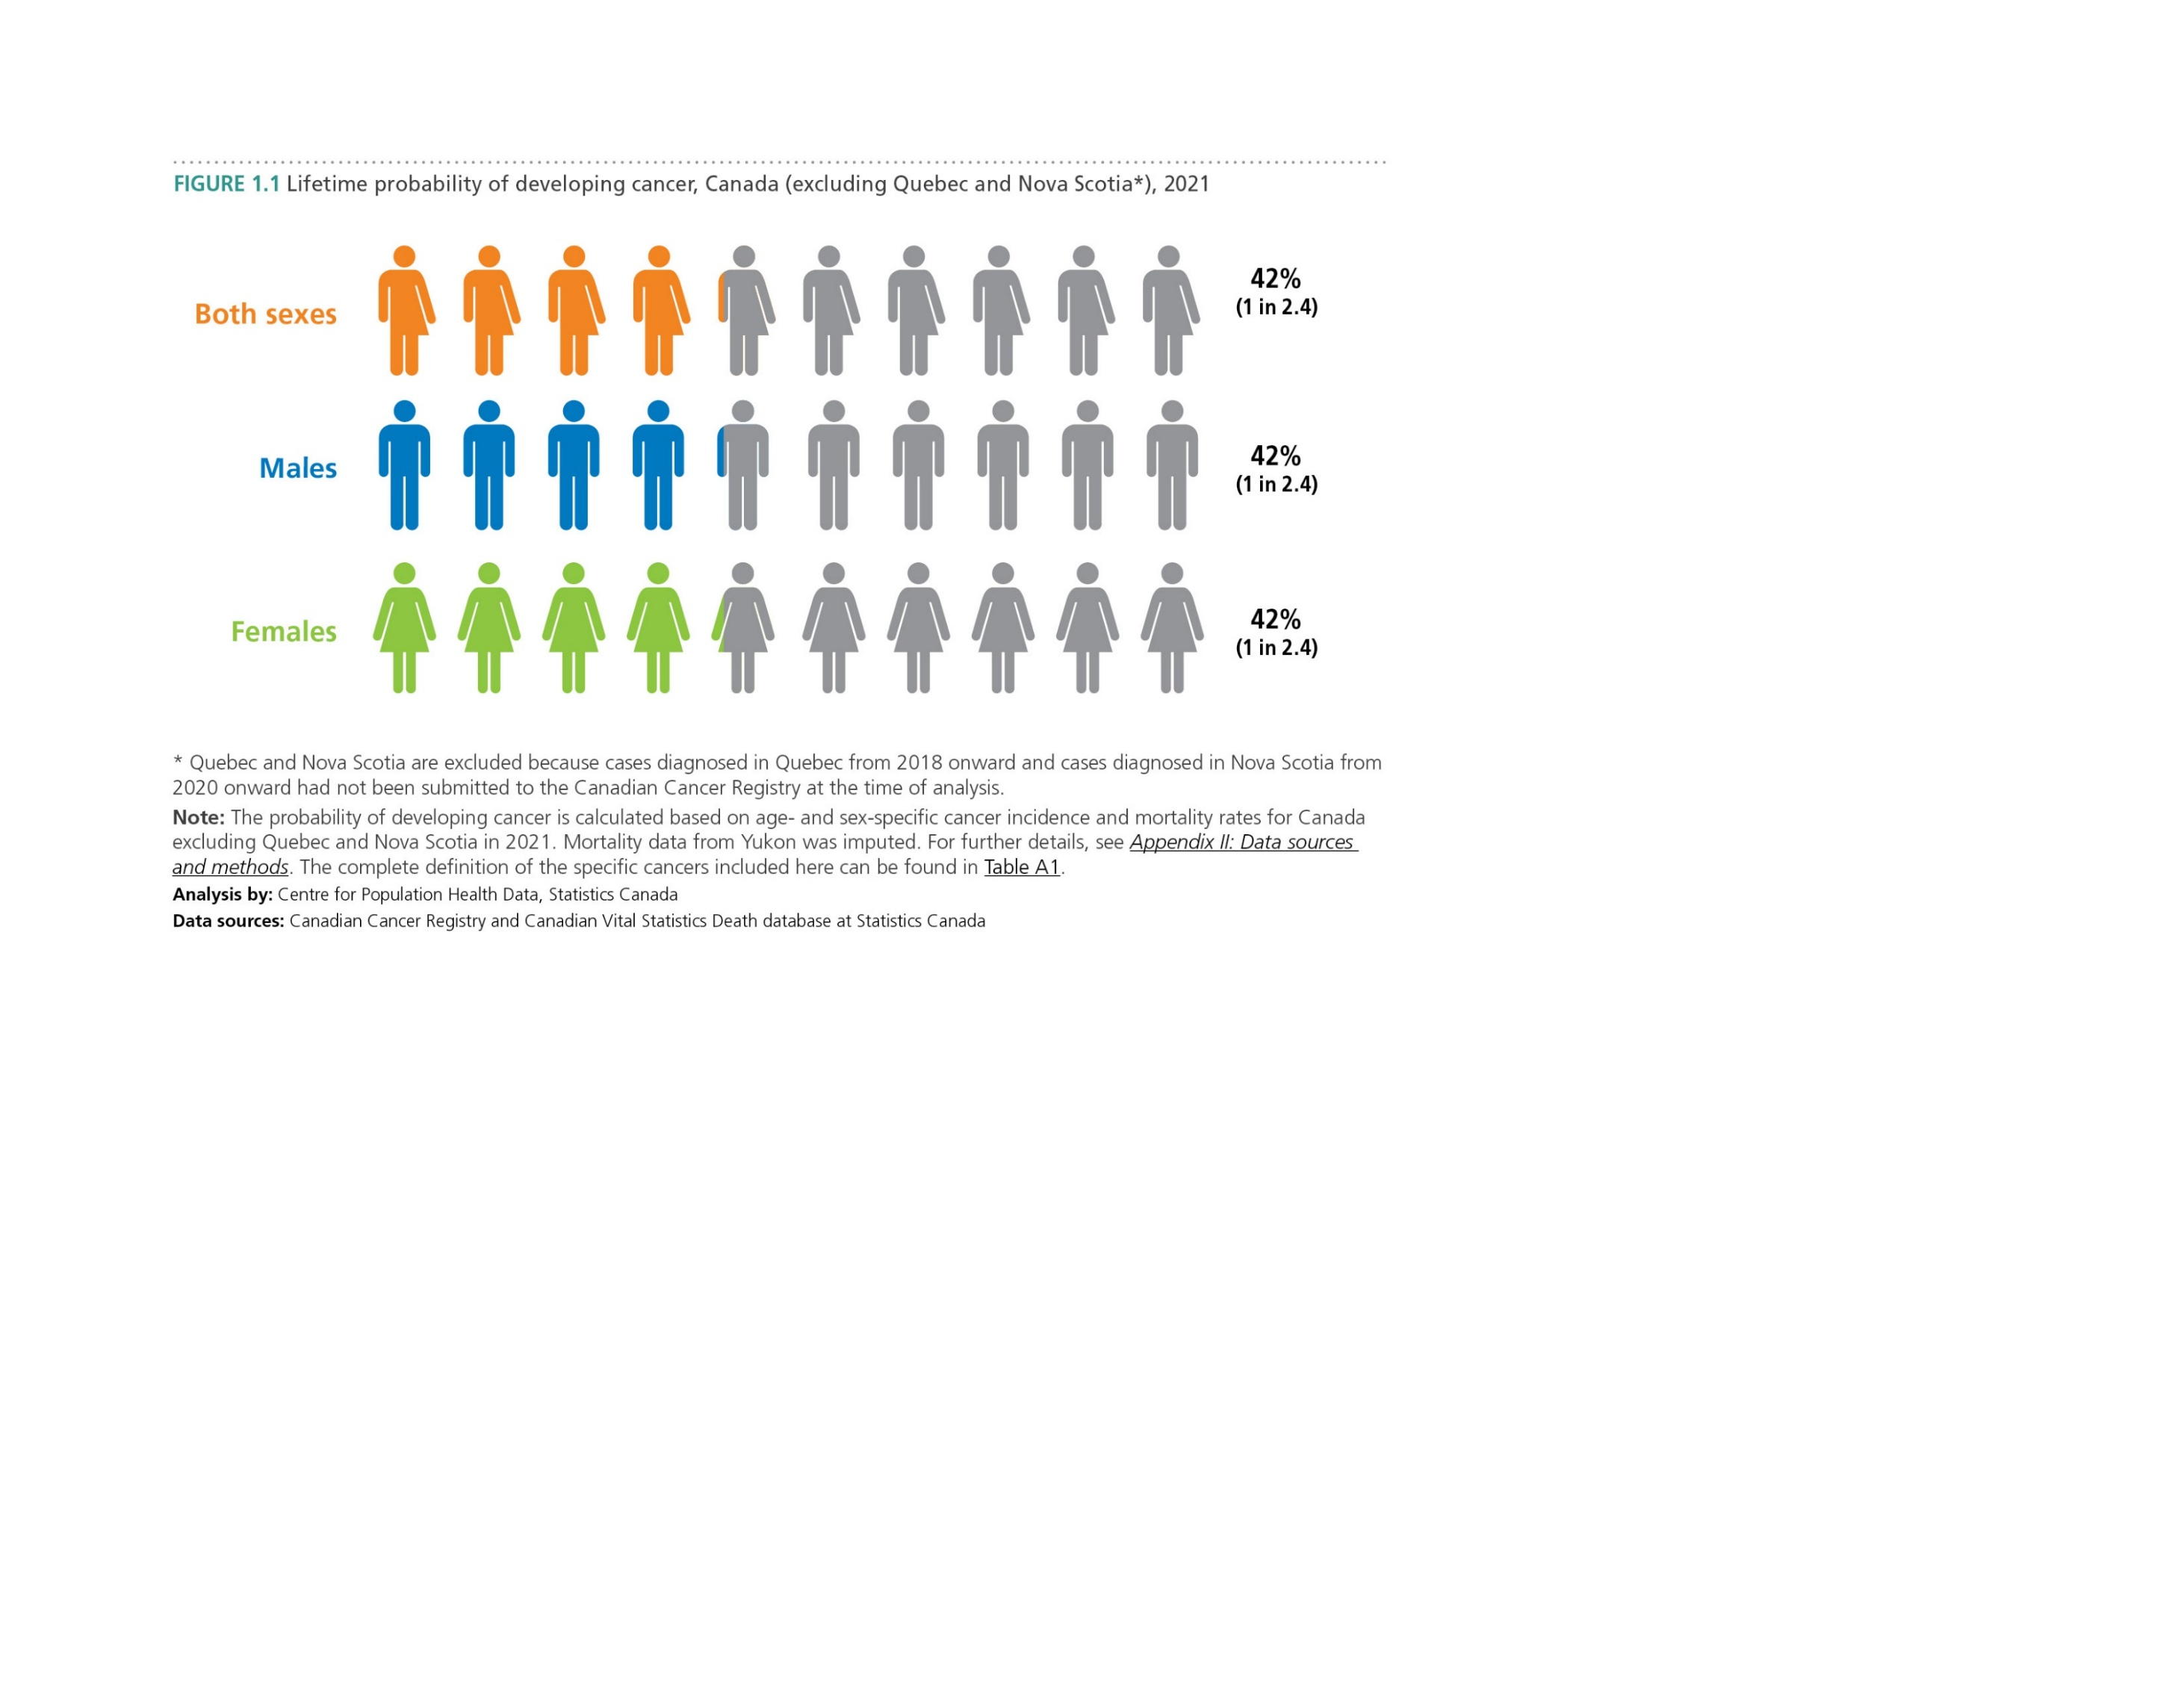 FIGURE 1.1 Lifetime probability of developing cancer, Canada (excluding Quebec and Nova Scotia*), 2021
Both sexes
42%
(1 in 2.4)
Males
42%
(1 in 2.4)
Females
42%
(1 in 2.4)
* Quebec and Nova Scotia are excluded because cases diagnosed in Quebec from 2018 onward and cases diagnosed in Nova Scotia from
2020 onward had not been submitted to the Canadian Cancer Registry at the time of analysis.
Note: The probability of developing cancer is calculated based on age- and sex-specific cancer incidence and mortality rates for Canada
excluding Quebec and Nova Scotia in 2021. Mortality data from Yukon was imputed. For further details, see Appendix II: Data sources
and methods. The complete definition of the specific cancers included here can be found in Table A1.
Analysis by: Centre for Population Health Data, Statistics Canada
Data sources: Canadian Cancer Registry and Canadian Vital Statistics Death database at Statistics Canada